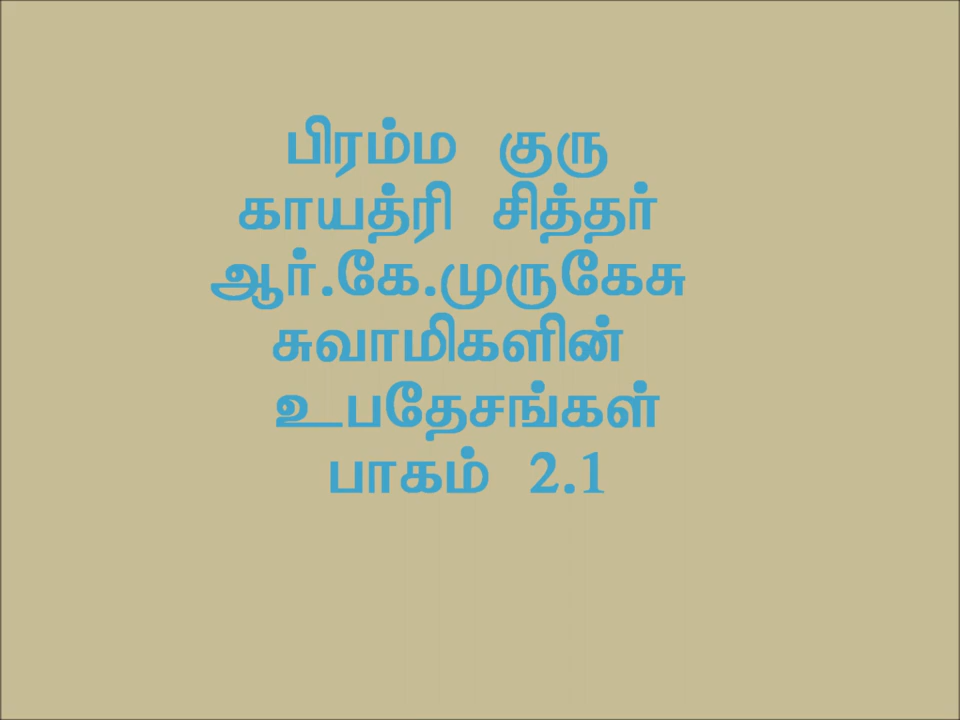 பிரம்ம குரு
காயத்ரி சித்தர்
ஆர்.கே.முருகேசு
சுவாமிகளின்
உபதேசங்கள்
பாகம் 2.1